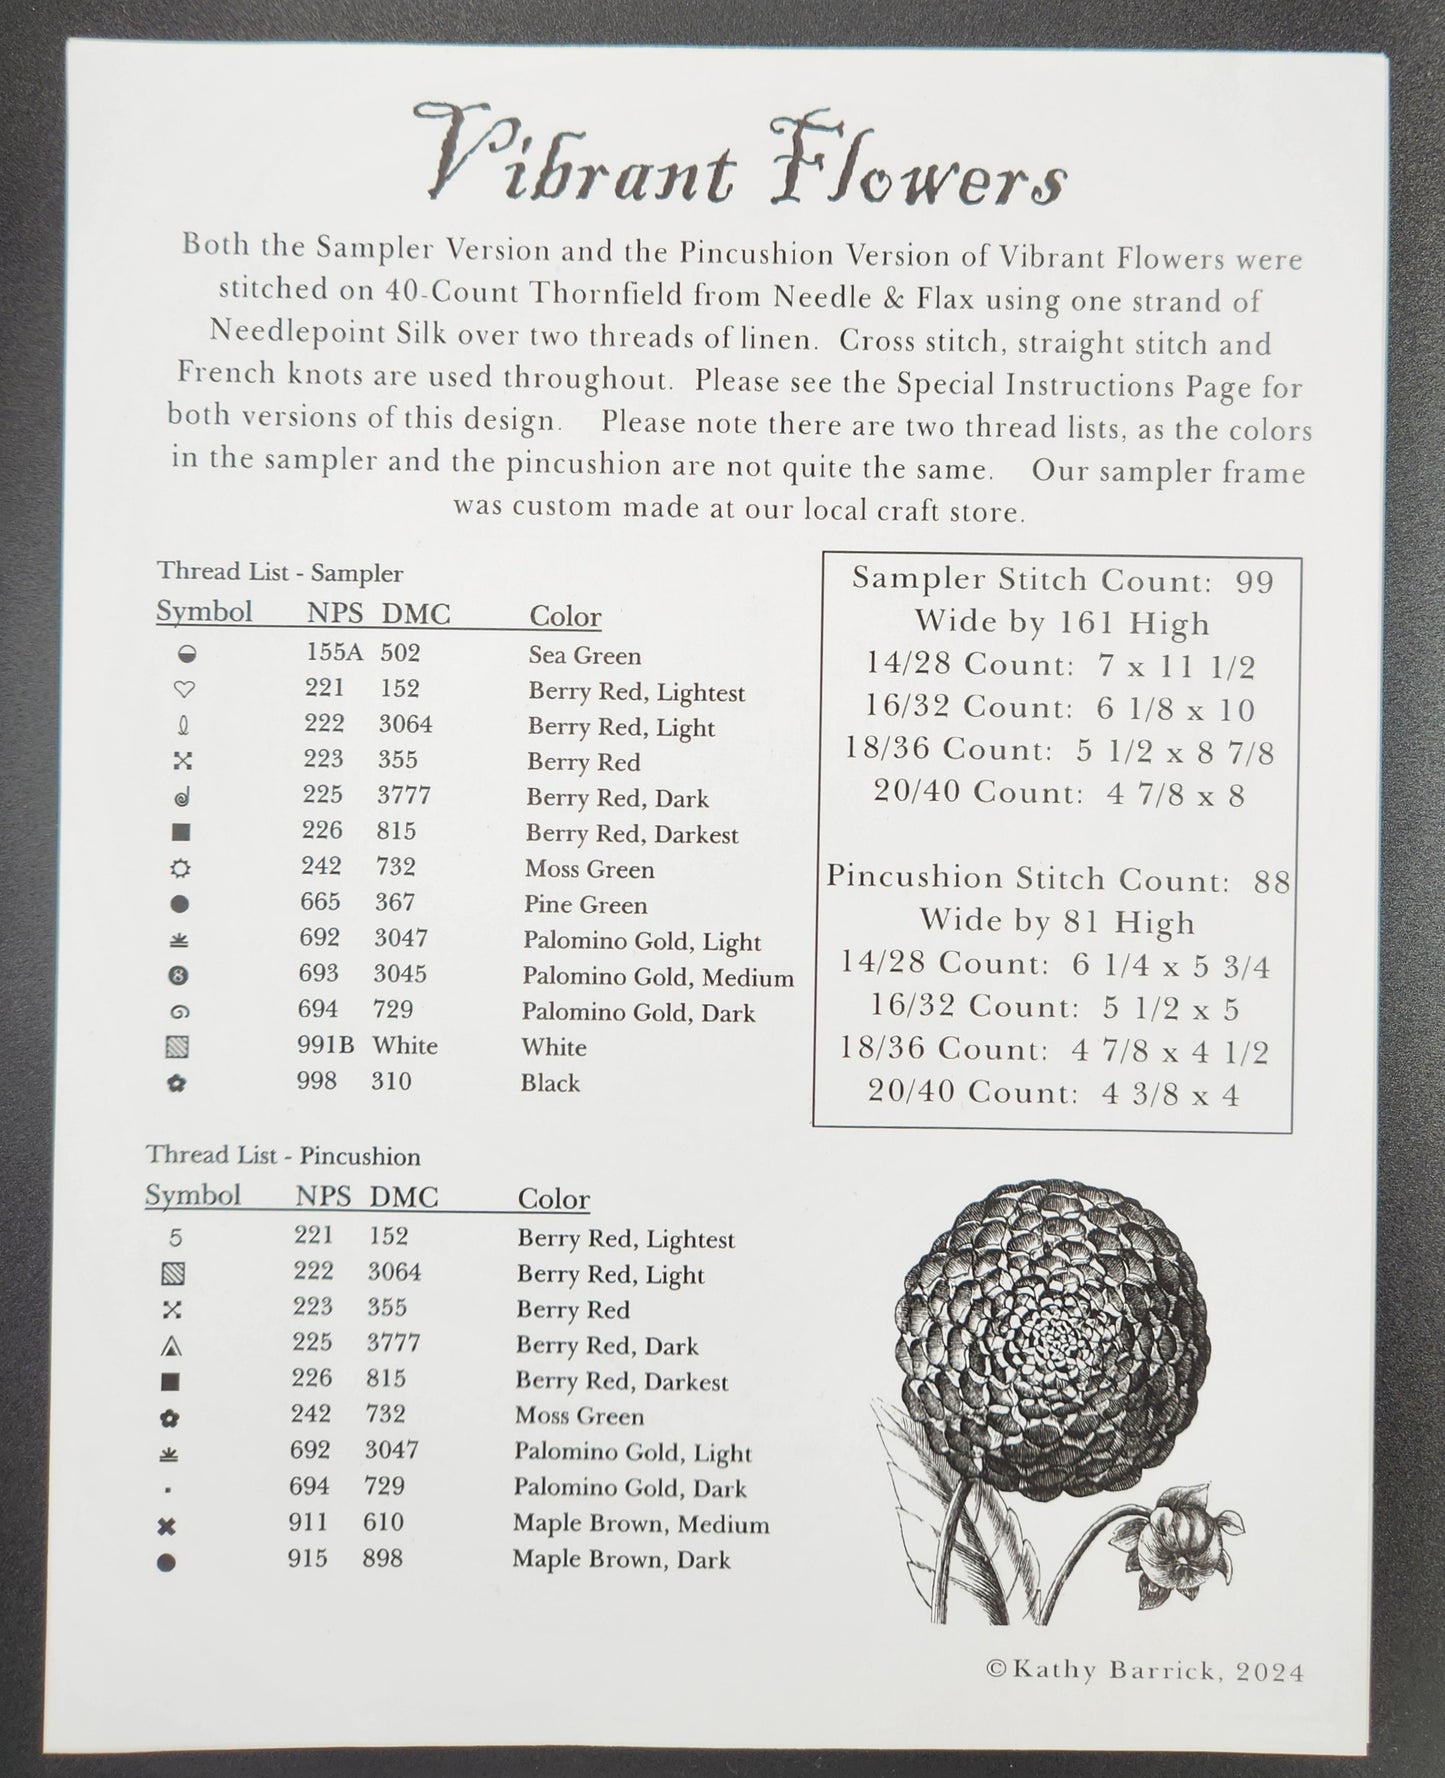 Vibrant Flowers
Both the Sampler Version and the Pincushion Version of Vibrant Flowers were
stitched on 40-Count Thornfield from Needle & Flax using one strand of
Needlepoint Silk over two threads of linen. Cross stitch, straight stitch and
French knots are used throughout. Please see the Special Instructions Page for
both versions of this design. Please note there are two thread lists, as the colors
in the sampler and the pincushion are not quite the same. Our sampler frame
was custom made at our local craft store.
Thread List - Sampler
Symbol NPS DMC Color
155A 502 Sea Green
221 152 Berry Red, Lightest
222 3064 Berry Red, Light
223 355 Berry Red
225 3777 Berry Red, Dark
226 815 Berry Red, Darkest
242 732 Moss Green
665 367 Pine Green
692 3047 Palomino Gold, Light
8 693 3045 Palomino Gold, Medium
694 729 Palomino Gold, Dark
991B White White
998 310 Black
Sampler Stitch Count: 99
Wide by 161 High
14/28 Count: 7 x 11 1/2
16/32 Count: 6 1/8 x 10
18/36 Count: 5 1/2 x 8 7/8
20/40 Count: 4 7/8 x 8
Pincushion Stitch Count: 88
Wide by 81 High
14/28 Count: 6 1/4 x 5 3/4
16/32 Count: 5 1/2 x 5
18/36 Count: 4 7/8 x 4 1/2
20/40 Count: 4 3/8 x 4
Thread List - Pincushion
Symbol NPS DMC Color
5 221 152 Berry Red, Lightest
222 3064 Berry Red, Light
223 355 Berry Red
225 3777 Berry Red, Dark
226 815 Berry Red, Darkest
242 732 Moss Green
692 3047 Palomino Gold, Light
694 729 Palomino Gold, Dark
911 610 Maple Brown, Medium
915 898 Maple Brown, Dark
©Kathy Barrick, 2024